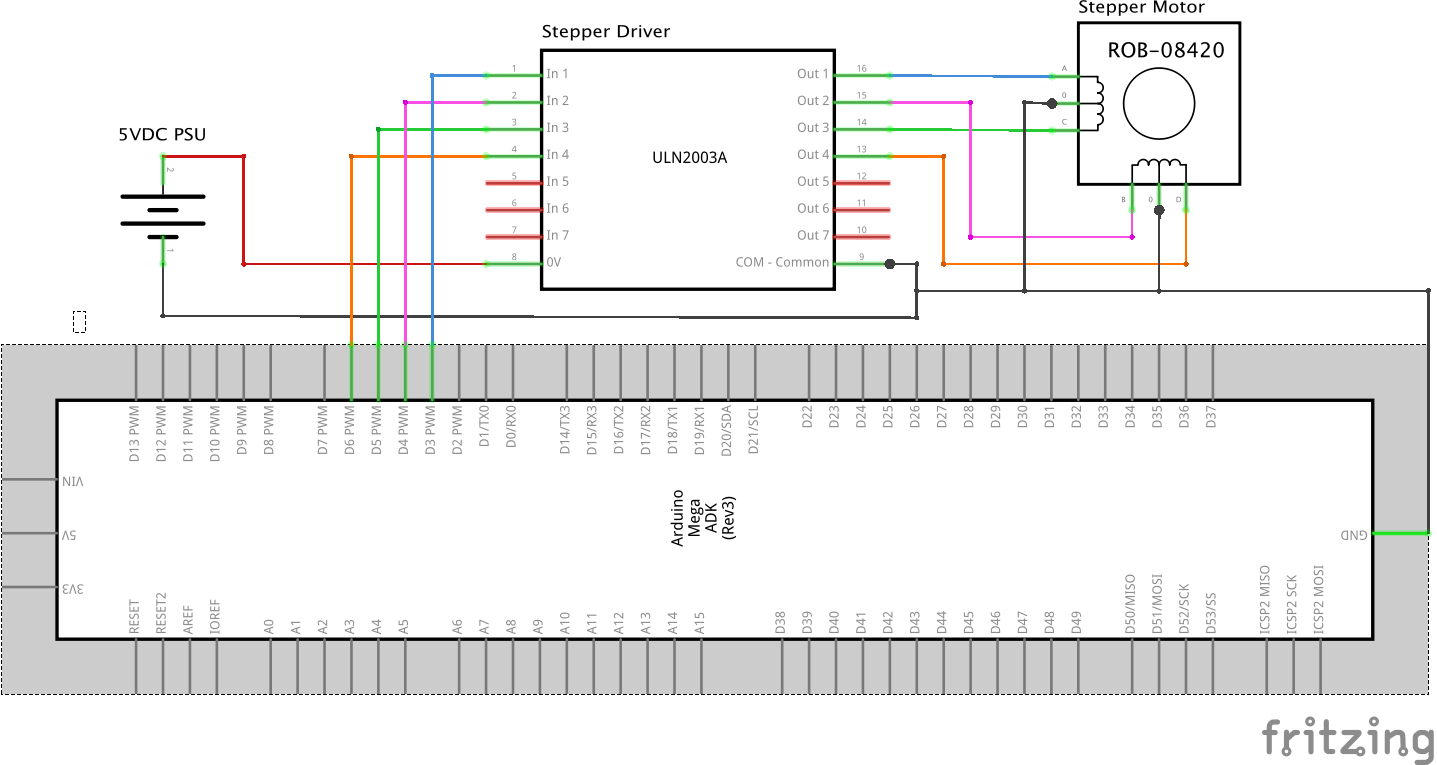 Stepper Motor
Stepper Driver
ROB-08420
A
0
C
B
0
D
5VDC PSU
2
1
1 In 1 Out 1 16
2 In 2 Out 2 15
3 In 3 Out 3 14
4 In 4 Out 4 13
5 In 5 Out 5 12
6 In 6 Out 6 11
7 In 7 Out 7 10
8 0V COM - Common 9
ULN2003A
D13 PWM
D12 PWM
D11 PWM
D10 PWM
D9 PWM
D8 PWM
D7 PWM
D6 PWM
D5 PWM
D4 PWM
D3 PWM
D2 PWM
D1/TX0
D0/RX0
D14/TX3
D15/RX3
D16/TX2
D17/RX2
D18/TX1
D19/RX1
D20/SDA
D21/SCL
D22
D23
D24
D25
D26
D27
D28
D29
D30
D31
D32
D33
D34
D35
D36
D37
VIN
5V
3V3
Arduino
Mega
ADK
(Rev3)
GND
RESET
RESET2
AREF
IOREF
A0
A1
A2
A3
A4
A5
A6
A7
A8
A9
A10
A11
A12
A13
A14
A15
D38
D39
D40
D41
D42
D43
D44
D45
D46
D47
D48
D49
D50/MISO
D51/MOSI
D52/SCK
D53/SS
ICSP2 MISO
ICSP2 SCK
ICSP2 MOSI
fritzing